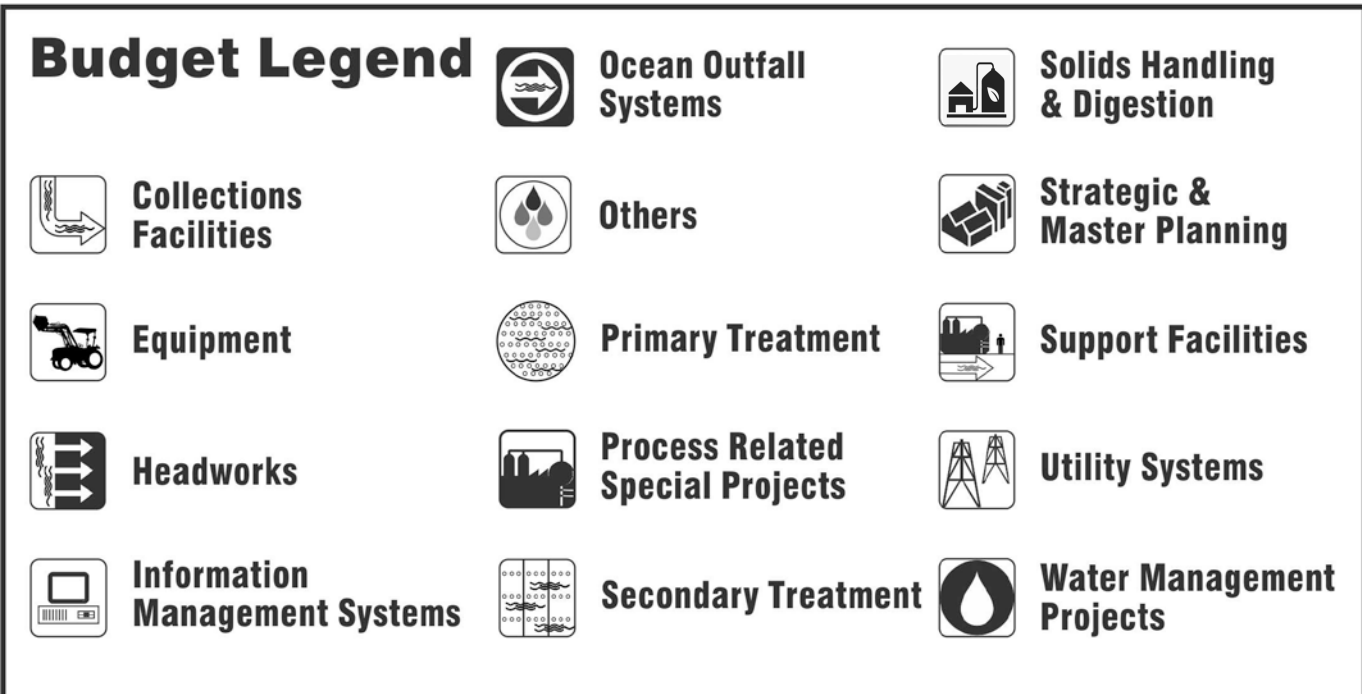 Budget Legend
Collections
Facilities
Equipment
Headworks
Information
Management Systems
Ocean Outfall
Systems
Others
Primary Treatment
Process Related
Special Projects
Secondary Treatment
Solids Handling
& Digestion
Strategic &
Master Planning
Support Facilities
Utility Systems
Water Management
Projects